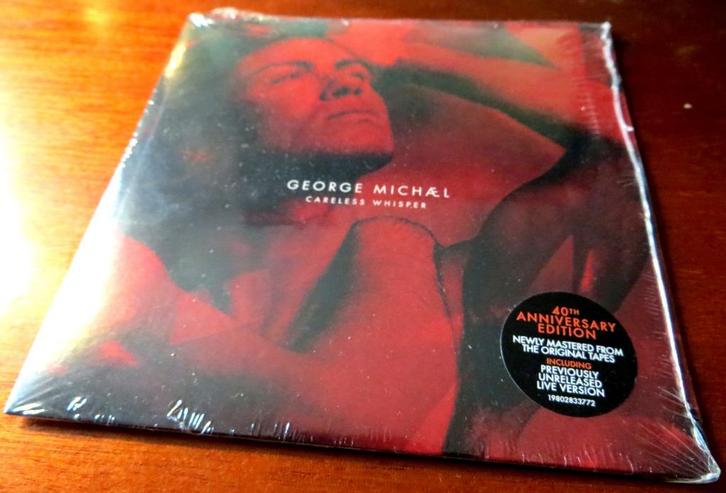 GEORGE MICHÆL
CARELESS WHISPER
40TH
ANNIVERSARY
EDITION
NEWLY MASTERED FROM
THE ORIGINAL TAPES
INCLUDING
PREVIOUSLY
UNRELEASED
LIVE VERSION
19802833772